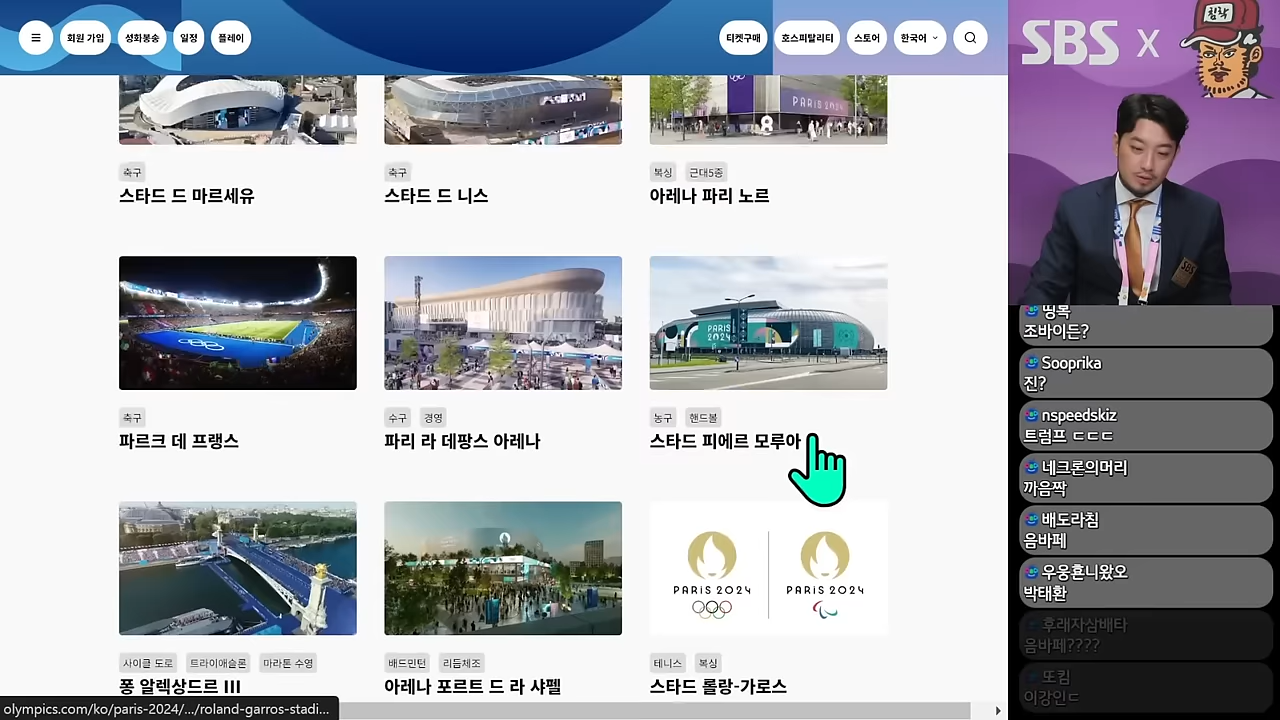 회원 가입
성화봉송
일정
플레이
티켓구매
호스피탈리티
스토어
한국어
축구
스타드 드 마르세유
축구
스타드 드 니스
PARIS 2024
복싱 근대5종
아레나 파리 노르
축구
파르크 데 프랭스
수구 경영
파리 라 데팡스 아레나
PARIS
2024
농구 핸드볼
스타드 피에르 모루아
사이클 도로 트라이애슬론 마라톤 수영
퐁 알렉상드르 III
배드민턴 리듬체조
아레나 포르트 드 라 샤펠
PARIS 2024
PARIS 2024
테니스 복싱
스타드 롤랑-가로스
olympics.com/ko/paris-2024/.../roland-garros-stadi...
SBS X
침착
SBS
띵복
조바이든?
Sooprika
진?
nspeedskiz
트럼프 ㄷㄷㄷ
네크론의머리
까음짝
배도라침
음바페
우웅훈니왔오
박태환
후래자삼배타
음바페????
또킴
이강인ㄷ